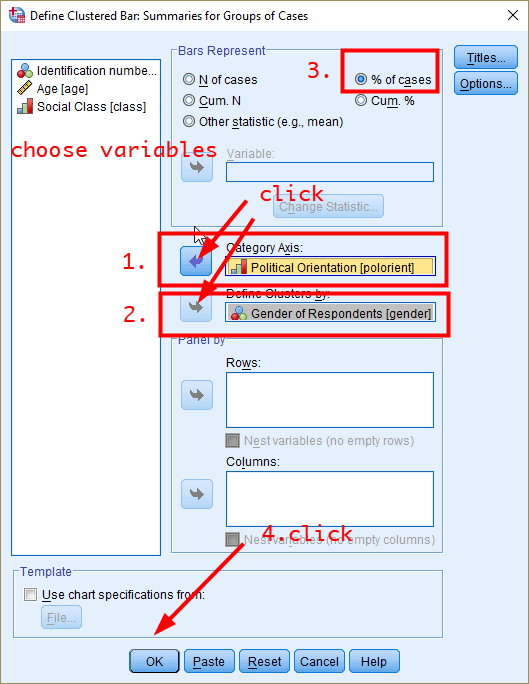 Define Clustered Bar: Summaries for Groups of Cases
Identification numbe...
Age [age]
Social Class [class]
choose variables
Bars Represent
N of cases
3.
% of cases
Cum. N
Cum. %
Other statistic (e.g., mean)
Variable:
click
Change Statistic...
Titles...
Options...
1.
Category Axis:
Political Orientation [polorient]
2.
Define Clusters by:
Gender of Respondents [gender]
Panel by
Rows:
Nest variables (no empty rows)
Columns:
4.click
Nest variables (no empty columns)
Template
Use chart specifications from:
File...
OK
Paste
Reset
Cancel
Help